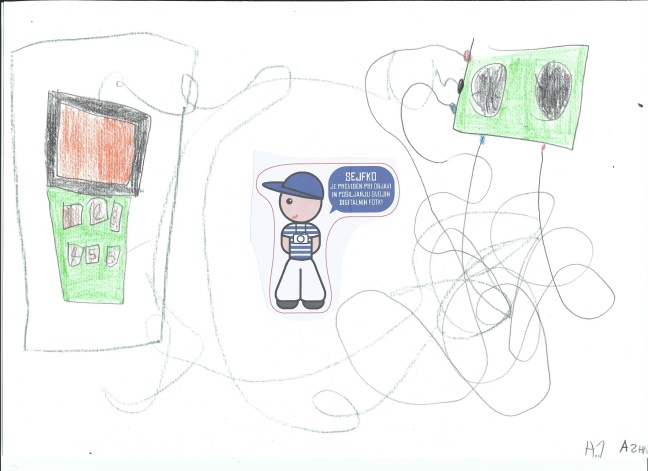 SEJFKO
JE PREVIDEN PRI OBJAVI
IN POŠILJANJU SVOJIH
DIGITALNIH FOTK!